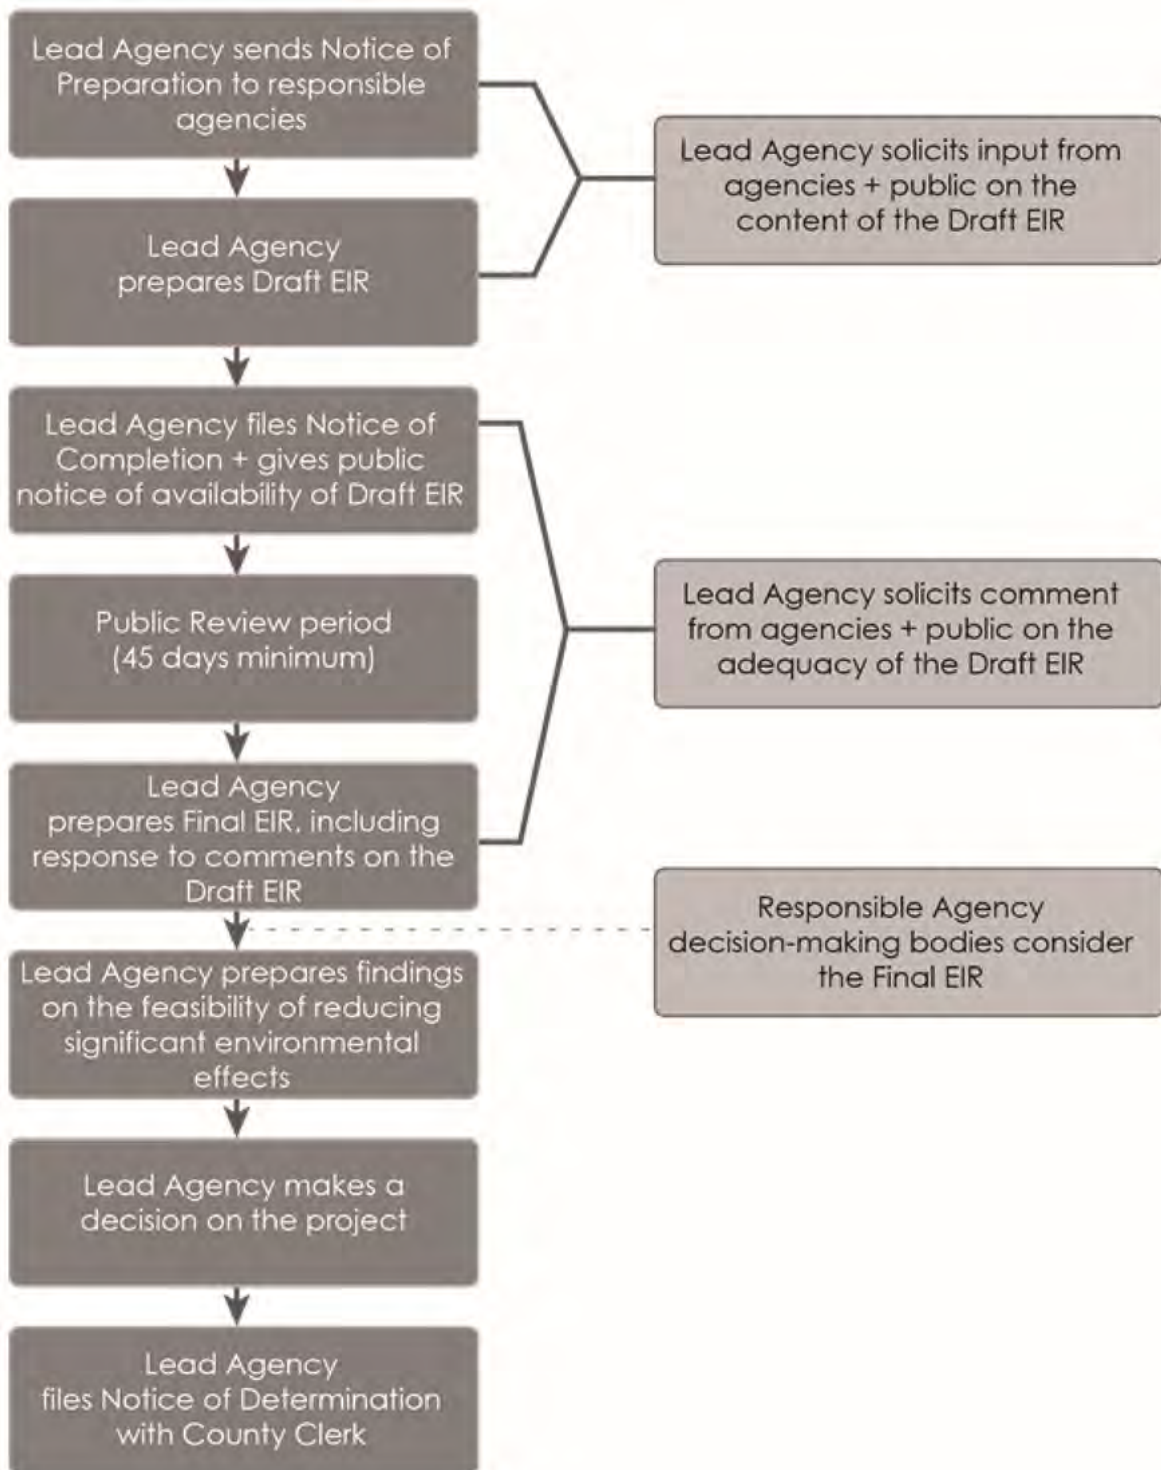 Lead Agency sends Notice of
Preparation to responsible
agencies
Lead Agency solicits input from
agencies + public on the
content of the Draft EIR
Lead Agency
prepares Draft EIR
Lead Agency files Notice of
Completion + gives public
notice of availability of Draft EIR
Public Review period
(45 days minimum)
Lead Agency solicits comment
from agencies + public on the
adequacy of the Draft EIR
Lead Agency
prepares Final EIR, including
response to comments on the
Draft EIR
Responsible Agency
decision-making bodies consider
the Final EIR
Lead Agency prepares findings
on the feasibility of reducing
significant environmental
effects
Lead Agency makes a
decision on the project
Lead Agency
files Notice of Determination
with County Clerk